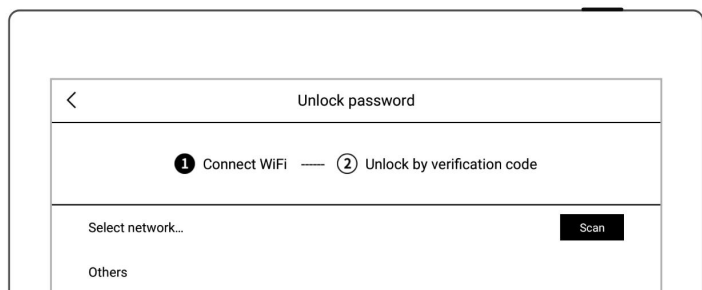 Unlock password
1 Connect WiFi ------ 2 Unlock by verification code
Select network... Scan
Others